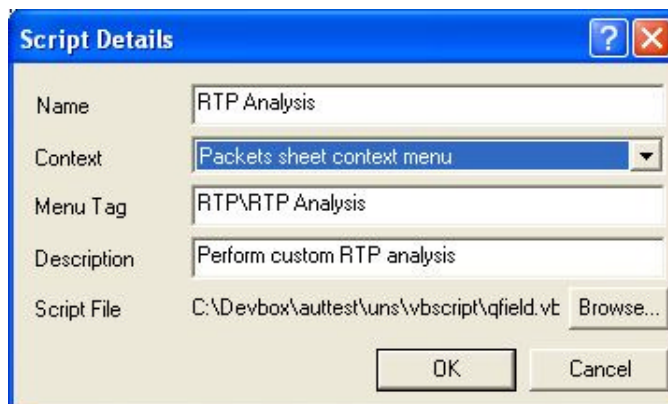 Script Details
Name RTP Analysis
Context Packets sheet context menu
Menu Tag RTP\RTP Analysis
Description Perform custom RTP analysis
Script File C:\Devbox\auttest\uns\vbscript\qfield.vb Browse...
OK Cancel